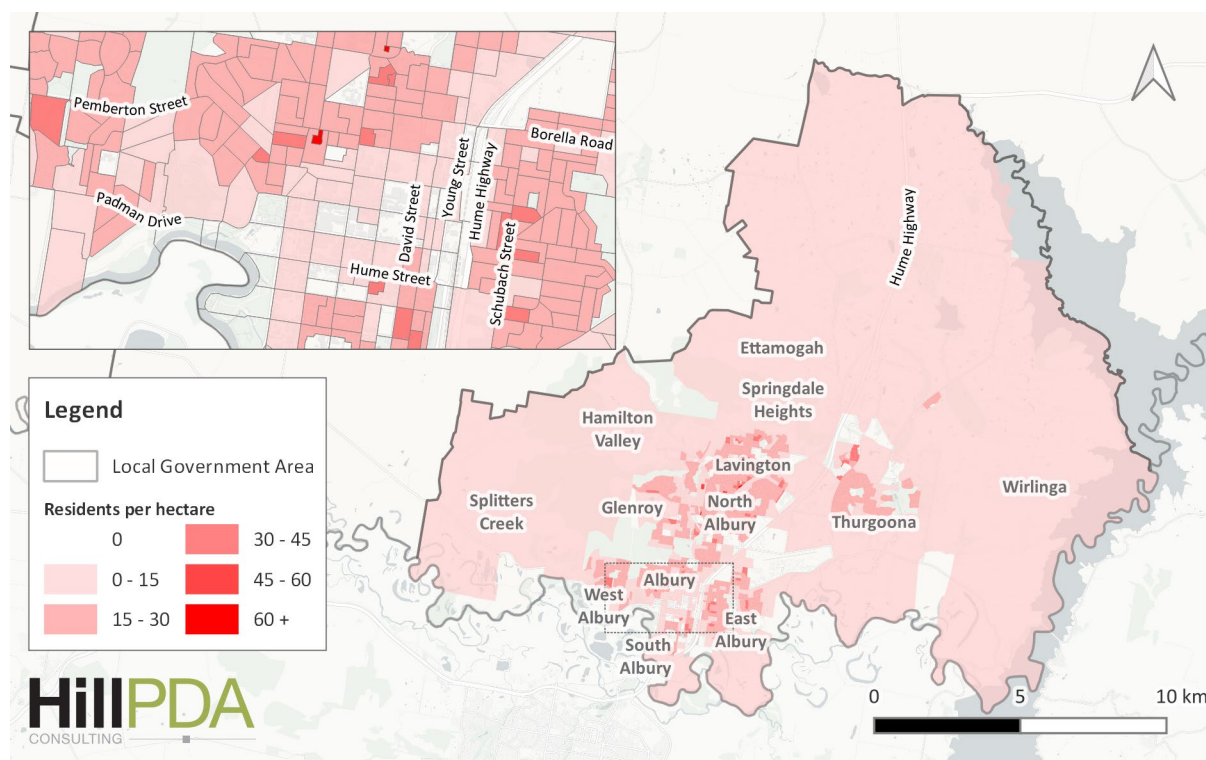 Pemberton Street
Borella Road
Padman Drive
David Street
Young Street
Hume Highway
Hume Street
Schubach Street
Hume Highway
Ettamogah
Springdale
Heights
Hamilton
Valley
Lavington
Splitters
Creek
Glenroy
North
Albury
Thurgoona
Wirlinga
Albury
West
Albury
East
Albury
South
Albury
Legend
Local Government Area
Residents per hectare
0
30 - 45
0 - 15
45 - 60
15 - 30
60 +
HillPDA
CONSULTING
0
5
10 km